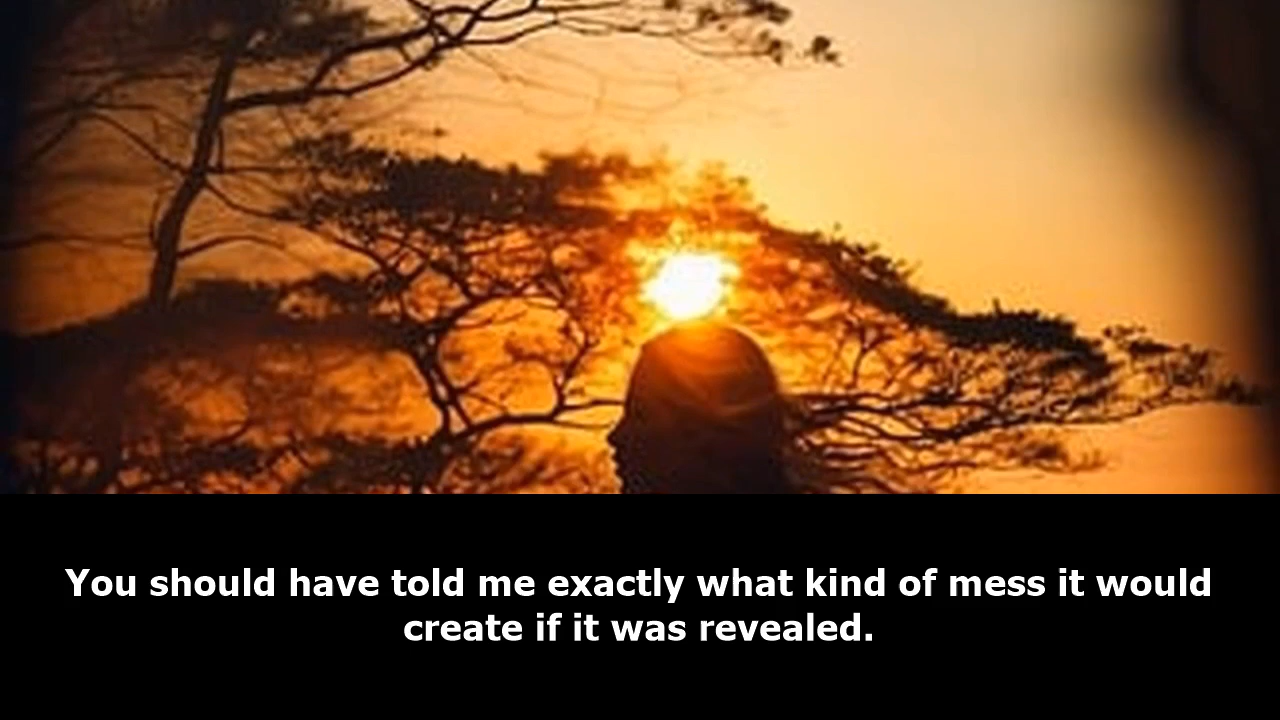 You should have told me exactly what kind of mess it would
create if it was revealed.